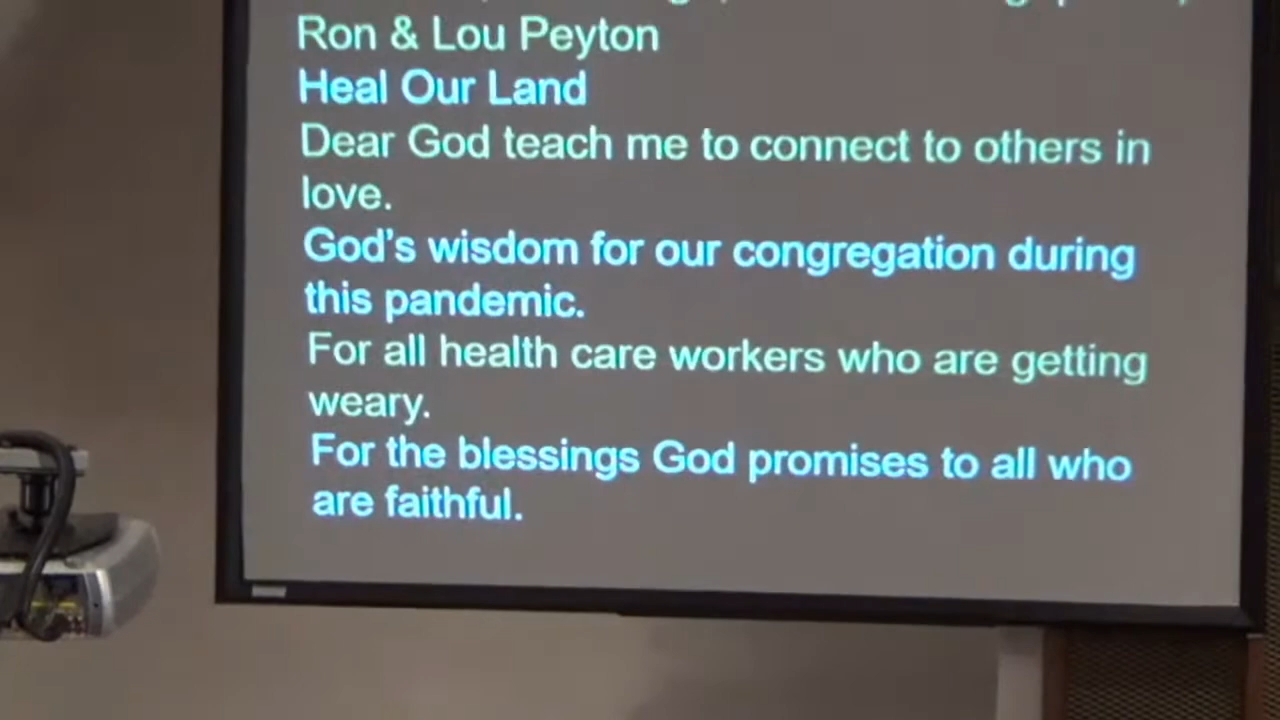 Ron & Lou Peyton
Heal Our Land
Dear God teach me to connect to others in
love.
God's wisdom for our congregation during
this pandemic.
For all health care workers who are getting
weary.
For the blessings God promises to all who
are faithful.